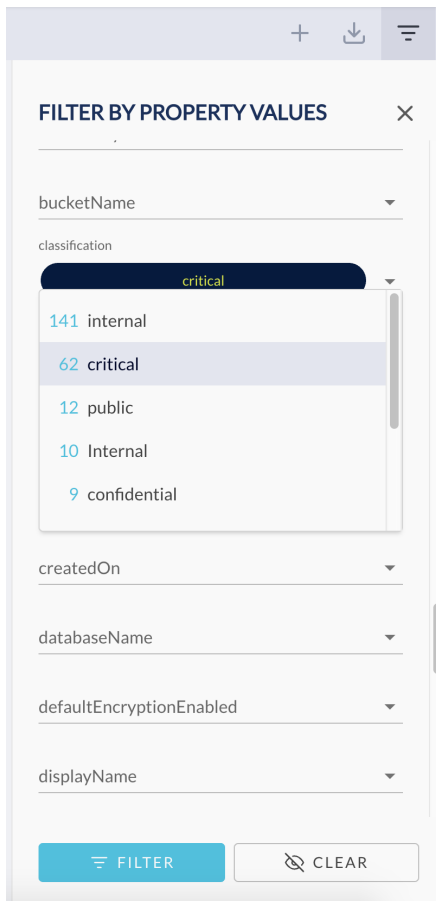 FILTER BY PROPERTY VALUES
bucketName
classification
critical
141 internal
62 critical
12 public
10 Internal
9 confidential
createdOn
databaseName
defaultEncryptionEnabled
displayName
FILTER
CLEAR